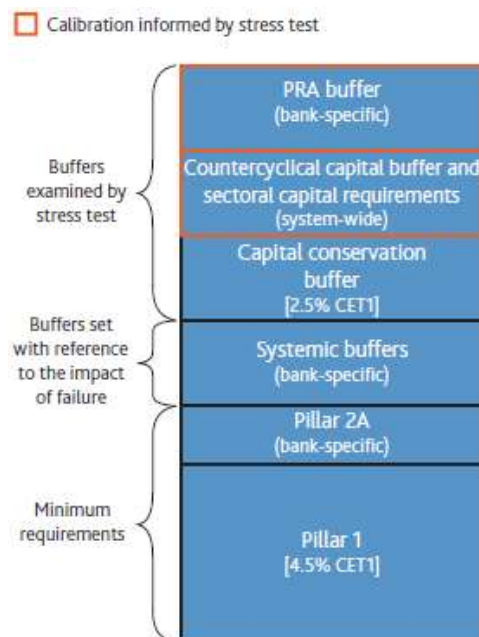 Calibration informed by stress test
PRA buffer
(bank-specific)
Buffers
examined by
stress test
Countercyclical capital buffer and
sectoral capital requirements
(system-wide)
Capital conservation
buffer
[2.5% CET1]
Buffers set
with reference
to the impact
of failure
Systemic buffers
(bank-specific)
Pillar 2A
(bank-specific)
Minimum
requirements
Pillar 1
[4.5% CET1]